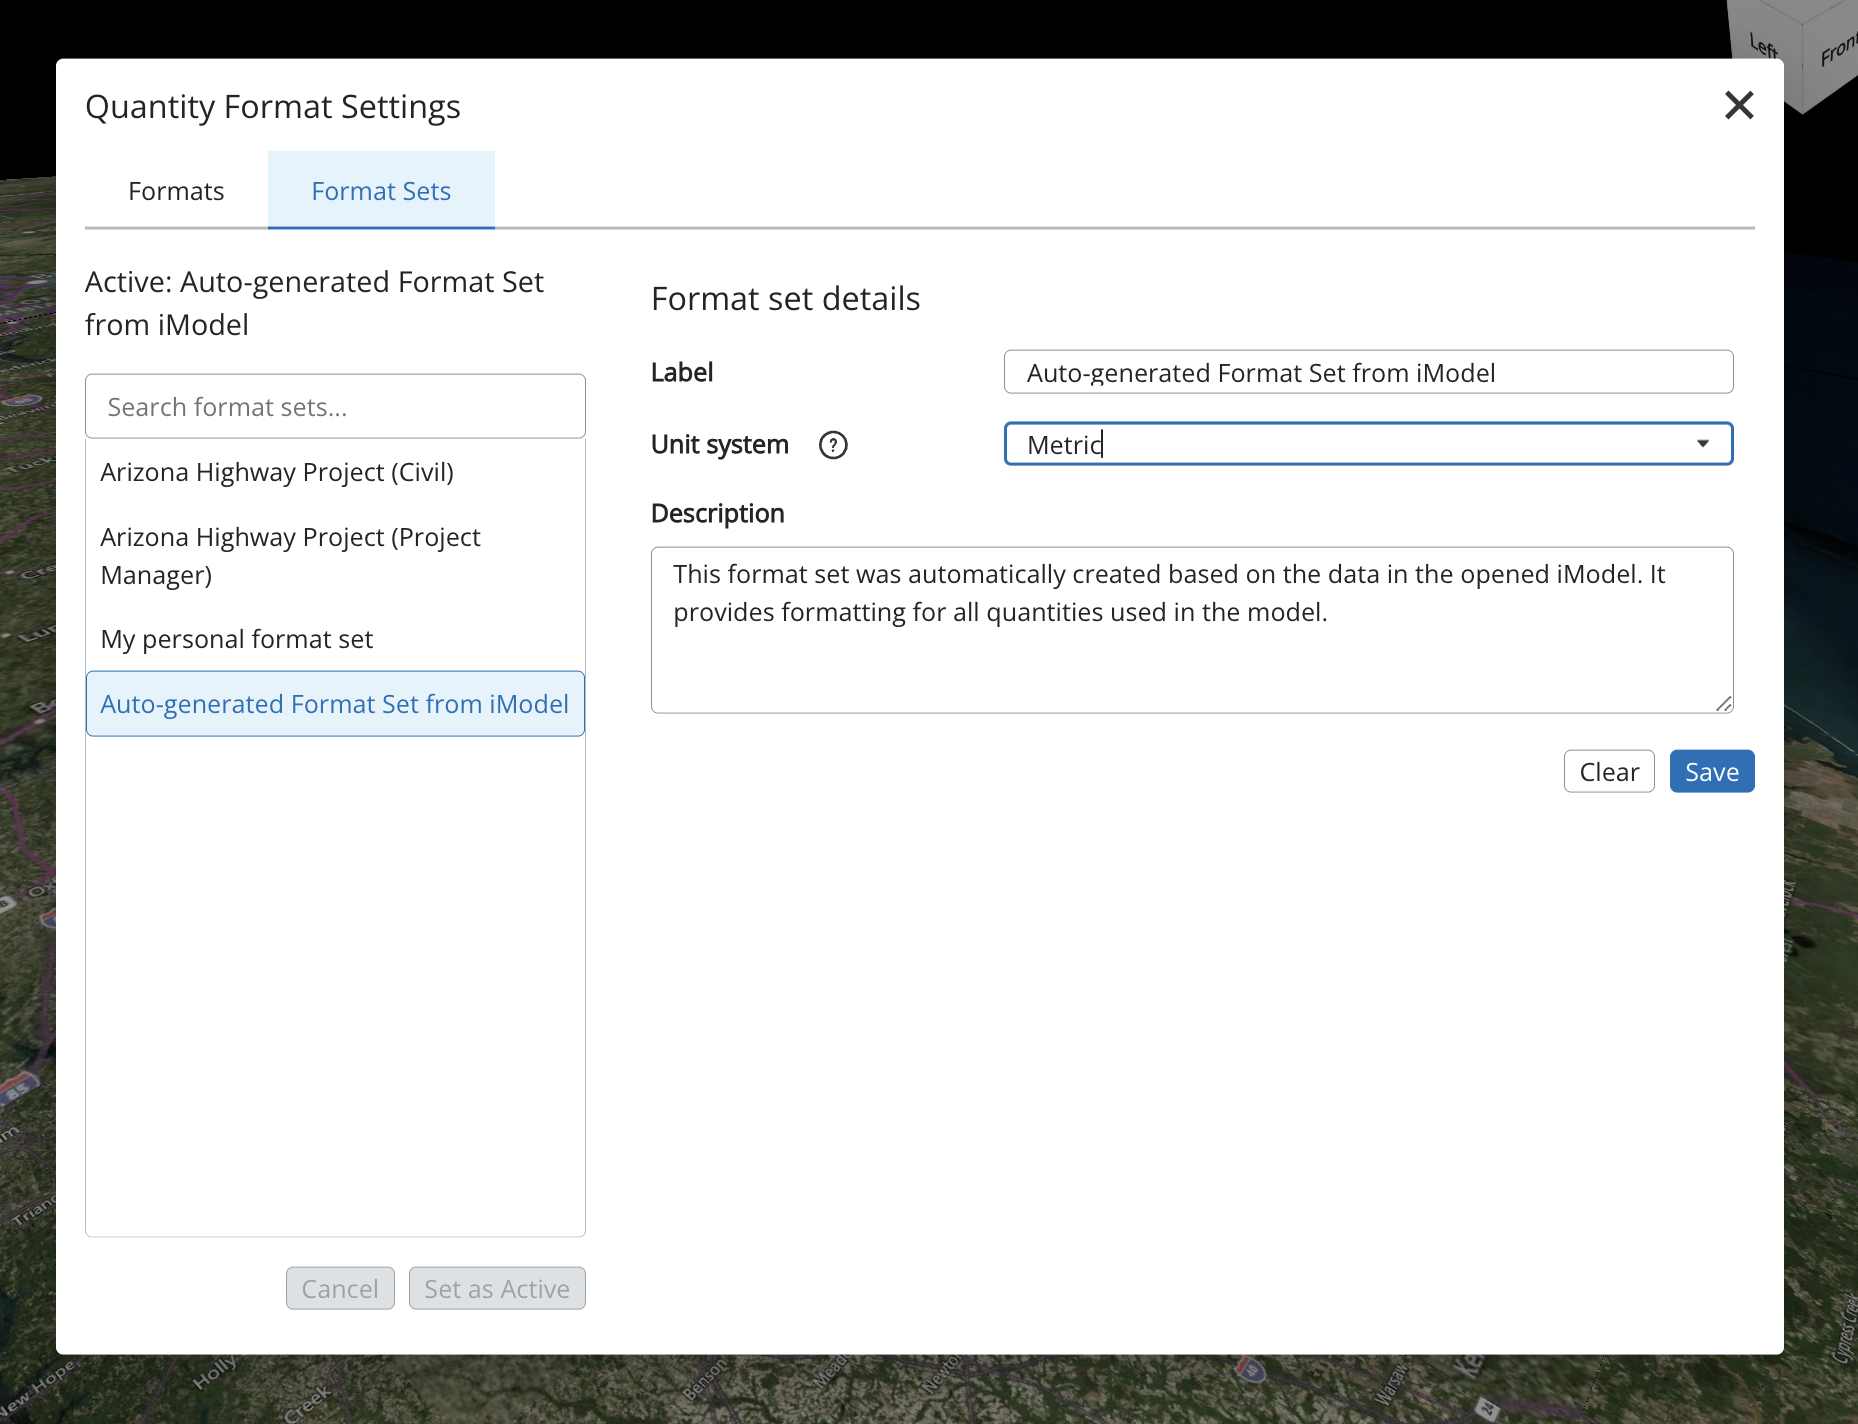 Left
Front
Quantity Format Settings
Formats
Format Sets
Active: Auto-generated Format Set
from iModel
Search format sets...
Arizona Highway Project (Civil)
Arizona Highway Project (Project
Manager)
My personal format set
Auto-generated Format Set from iModel
Cancel
Set as Active
Format set details
Label
Auto-generated Format Set from iModel
Unit system
?
Metric
Description
This format set was automatically created based on the data in the opened iModel. It
provides formatting for all quantities used in the model.
Clear
Save
85
New Hope
Holly
Creek
Benson
40
Warsaw
24
Cypress Creek